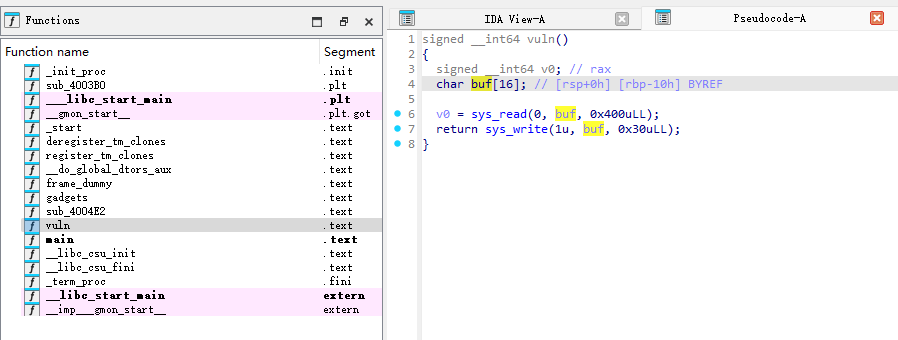 Functions
Function name Segment
_init_proc .init
sub_4003B0 .plt
___libc_start_main .plt
__gmon_start__ .plt.got
_start .text
deregister_tm_clones .text
register_tm_clones .text
__do_global_dtors_aux .text
frame_dummy .text
gadgets .text
sub_4004E2 .text
vuln .text
main .text
__libc_csu_init .text
__libc_csu_fini .text
_term_proc .fini
__libc_start_main extern
__imp___gmon_start__ extern
IDA View-A Pseudocode-A
1 signed __int64 vuln()
2 {
3 signed __int64 v0; // rax
4 char buf[16]; // [rsp+0h] [rbp-10h] BYREF
5
6 v0 = sys_read(0, buf, 0x400uLL);
7 return sys_write(1u, buf, 0x30uLL);
8 }